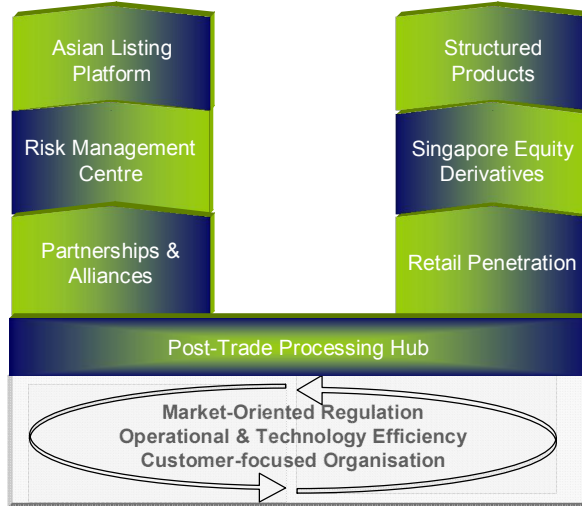 Asian Listing
Platform
Structured
Products
Risk Management
Centre
Singapore Equity
Derivatives
Partnerships &
Alliances
Retail Penetration
Post-Trade Processing Hub
Market-Oriented Regulation
Operational & Technology Efficiency
Customer-focused Organisation